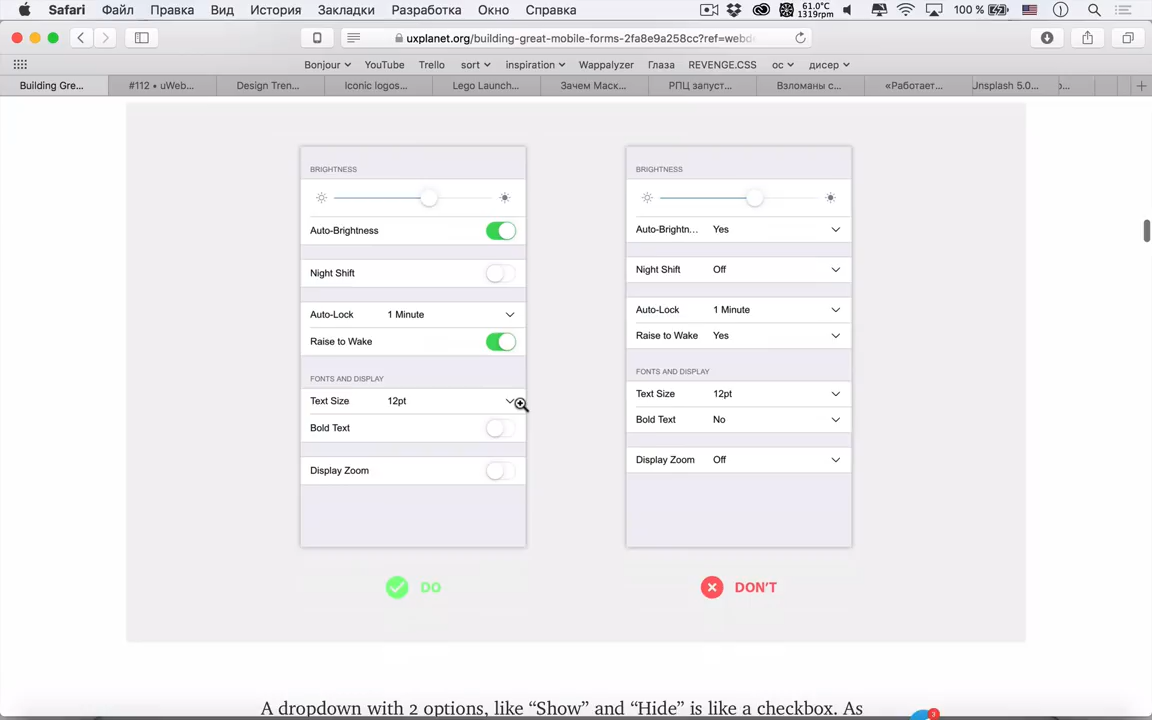 Safari Файл Правка Вид История Закладки Разработка Окно Справка 61.0°C 1319rpm 100 %
uxplanet.org/building-great-mobile-forms-2fa8e9a258cc?ref=webde
Bonjour YouTube Trello sort inspiration Wappalyzer Глаза REVENGE.CSS ос дисер
Building Gre... #112 • uWeb... Design Tren... Iconic logos... Lego Launch... Зачем Маск... РПЦ запуст... Взломаны с... «Работает... Unsplash 5.0...
BRIGHTNESS
Auto-Brightness
Night Shift
Auto-Lock 1 Minute
Raise to Wake
FONTS AND DISPLAY
Text Size 12pt
Bold Text
Display Zoom
DO
BRIGHTNESS
Auto-Brightn... Yes
Night Shift Off
Auto-Lock 1 Minute
Raise to Wake Yes
FONTS AND DISPLAY
Text Size 12pt
Bold Text No
Display Zoom Off
DON'T
A dropdown with 2 options, like “Show” and “Hide” is like a checkbox. As
3